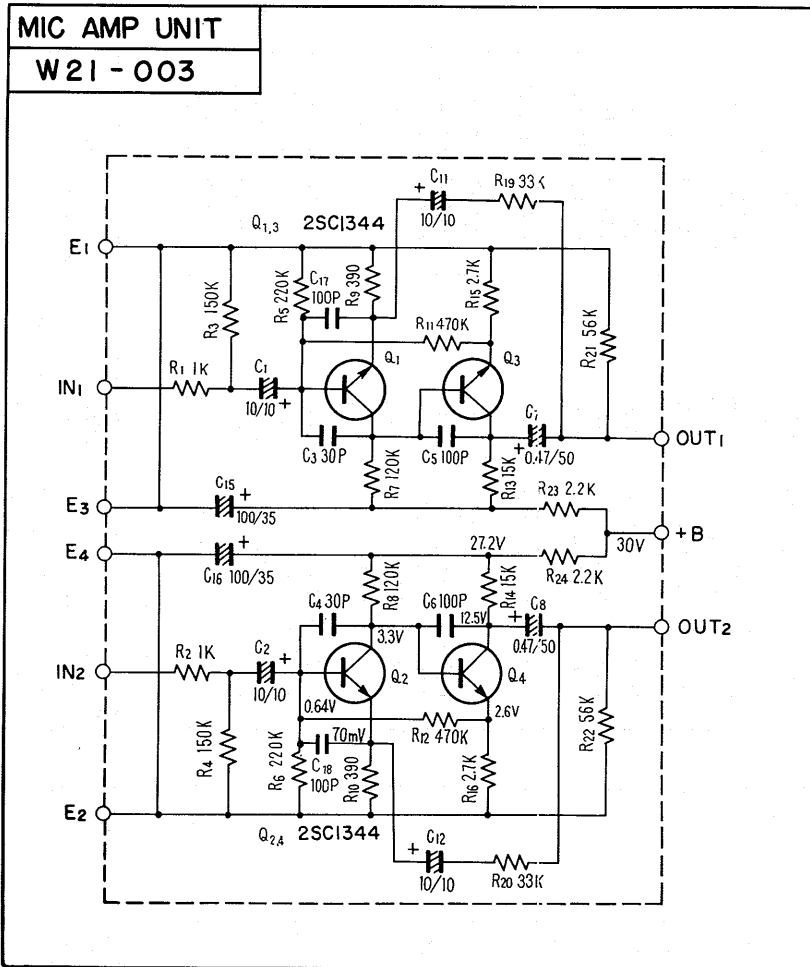 MIC AMP UNIT
W21-003
C11
10/10
+
R19 33K
Q1,3 2SC1344
E1
R3 150K
R5 220K
C17
100P
R9 390
R15 2.7K
R11 470K
R21 56K
IN1
R1 1K
C1
10/10 +
Q1
Q3
C3 30P
R7 120K
C5 100P
R13 15K
C7
+
0.47/50
OUT1
E3
C15
+
100/35
R23 2.2K
30V
+B
E4
C16 100/35
+
27.2V
R24 2.2K
R8 120K
R14 15K
C4 30P
C6 100P
3.3V
12.5V
C8
+
0.47/50
OUT2
IN2
R2 1K
C2
+
10/10
Q2
Q4
0.64V
2.6V
R4 150K
R6 220K
70mV
C18
100P
R10 390
R12 470K
R16 2.7K
R22 56K
E2
Q2,4 2SC1344
C12
+
10/10
R20 33K